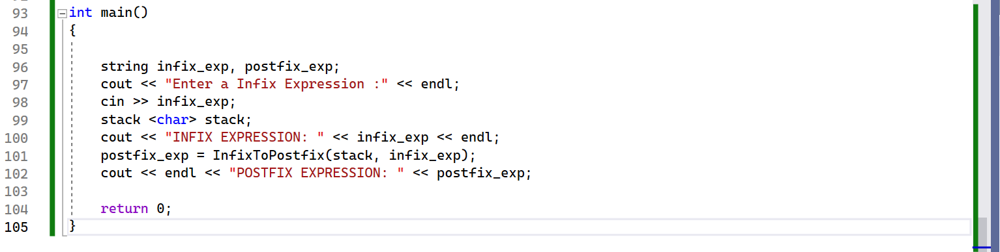 93 int main()
94 {
95
96 string infix_exp, postfix_exp;
97 cout << "Enter a Infix Expression :" << endl;
98 cin >> infix_exp;
99 stack <char> stack;
100 cout << "INFIX EXPRESSION: " << infix_exp << endl;
101 postfix_exp = InfixToPostfix(stack, infix_exp);
102 cout << endl << "POSTFIX EXPRESSION: " << postfix_exp;
103
104 return 0;
105 }